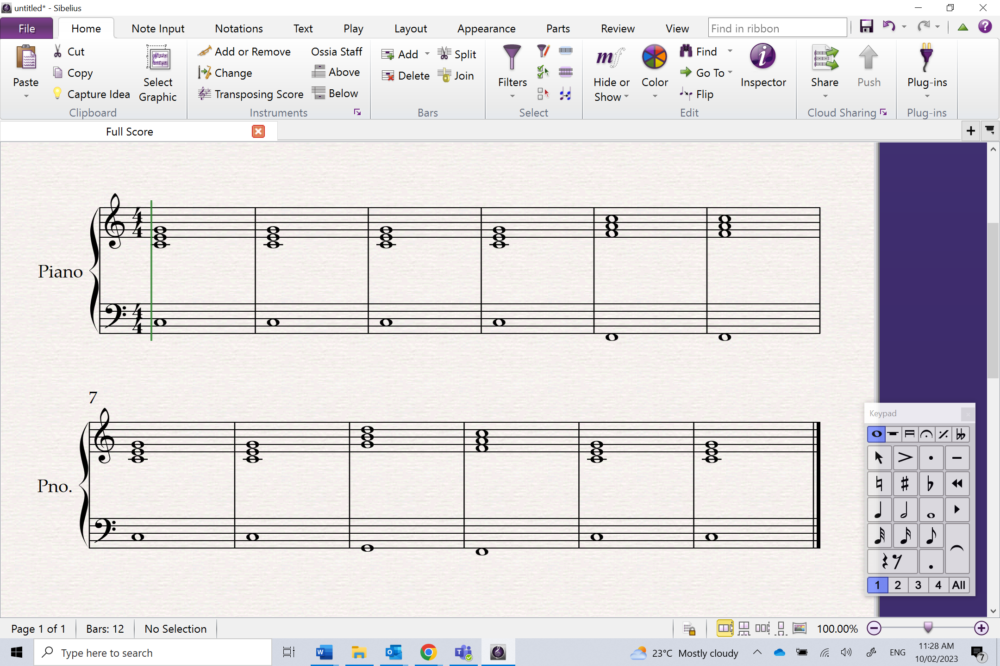 untitled* - Sibelius
File Home Note Input Notations Text Play Layout Appearance Parts Review View Find in ribbon
Paste
Cut
Copy
Capture Idea
Select Graphic
Clipboard
Add or Remove
Change
Transposing Score
Ossia Staff
Above
Below
Instruments
Add
Delete
Split
Join
Bars
Filters
Select
mf
Hide or Show
Color
Find
Go To
Flip
Inspector
Edit
Share
Push
Cloud Sharing
Plug-ins
Plug-ins
Full Score
4 4
Piano
4 4
7
Pno.
Keypad
1 2 3 4 All
Page 1 of 1 Bars: 12 No Selection 100.00%
Type here to search
23°C Mostly cloudy ENG 11:28 AM
10/02/2023
7